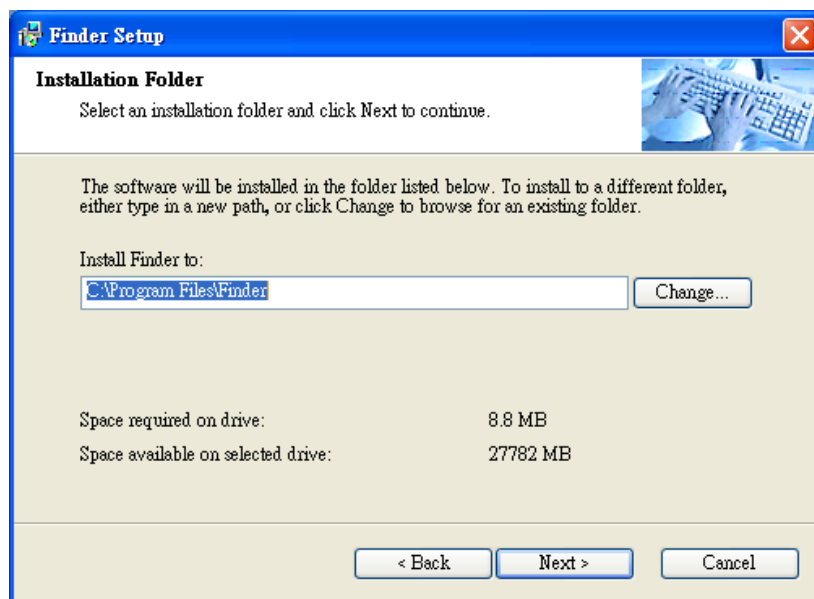 Finder Setup
Installation Folder
Select an installation folder and click Next to continue.
The software will be installed in the folder listed below. To install to a different folder,
either type in a new path, or click Change to browse for an existing folder.
Install Finder to:
C:\Program Files\Finder
Change...
Space required on drive: 8.8 MB
Space available on selected drive: 27782 MB
< Back Next > Cancel